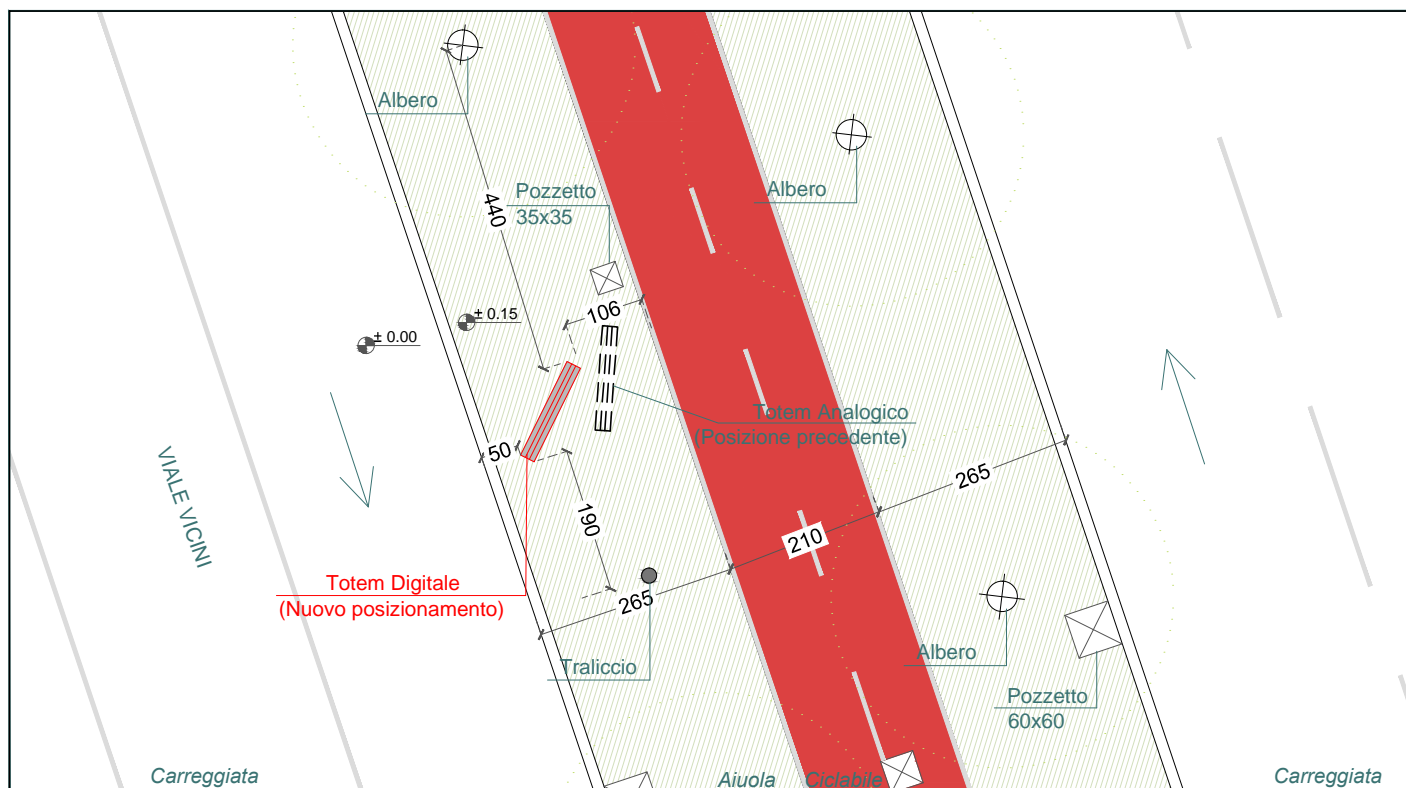 Albero
Albero
Pozzetto
35x35
440
106
± 0.15
± 0.00
Totem Analogico
(Posizione precedente)
50
265
VIALE VICINI
190
210
Totem Digitale
(Nuovo posizionamento)
265
Albero
Traliccio
Pozzetto
60x60
Carreggiata
Aiuola
Ciclabile
Carreggiata